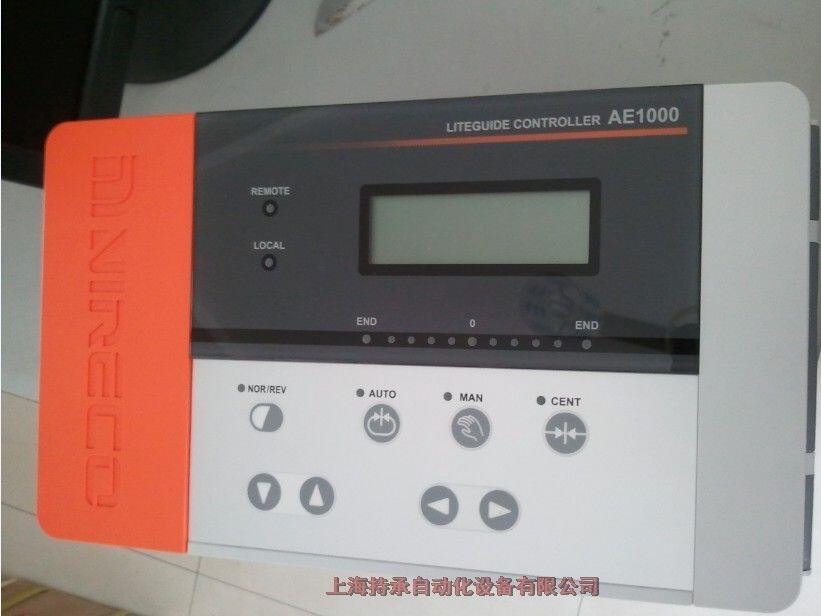 LITEGUIDE CONTROLLER AE1000
NIRECO
REMOTE
LOCAL
END 0 END
NOR/REV AUTO MAN CENT
上海持承自动化设备有限公司